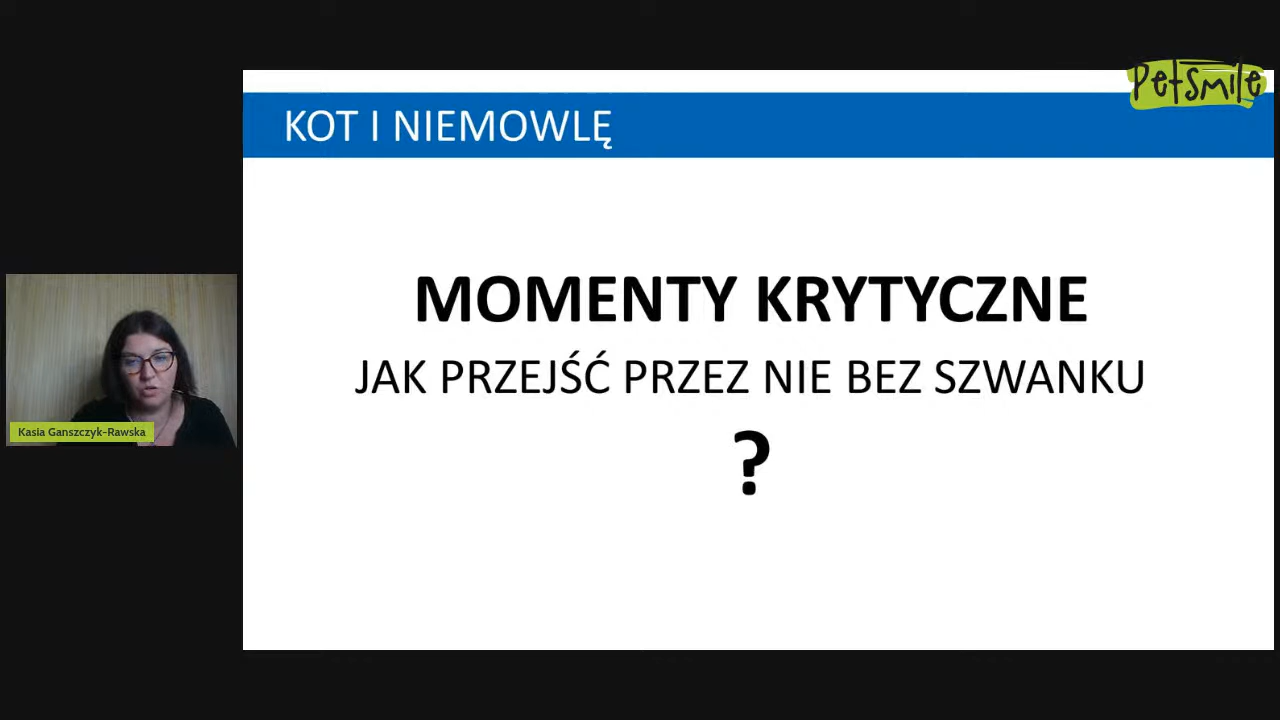 PetSmile
KOT I NIEMOWLĘ
MOMENTY KRYTYCZNE
JAK PRZEJŚĆ PRZEZ NIE BEZ SZWANKU
?
Kasia Ganszczyk-Rawska